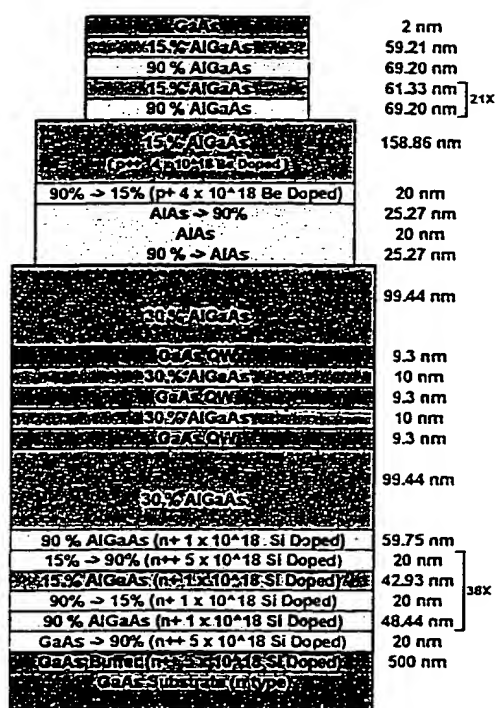 GaAs 2 nm
15% AlGaAs 59.21 nm
90 % AlGaAs 69.20 nm
15% AlGaAs 61.33 nm
21X
90 % AlGaAs 69.20 nm
15% AlGaAs 158.86 nm
(p++ 4 x 10^18 Be Doped)
90% -> 15% (p+ 4 x 10^18 Be Doped) 20 nm
AlAs -> 90% 25.27 nm
AlAs 20 nm
90 % -> AlAs 25.27 nm
99.44 nm
30.% AlGaAs
GaAs QW 9.3 nm
30.% AlGaAs 10 nm
GaAs QW 9.3 nm
30.% AlGaAs 10 nm
GaAs QW 9.3 nm
99.44 nm
30.% AlGaAs
90 % AlGaAs (n+ 1 x 10^18 Si Doped) 59.75 nm
15% -> 90% (n++ 5 x 10^18 Si Doped) 20 nm
15.% AlGaAs (n+ 1 x 10^18 Si Doped) 42.93 nm
38X
90% -> 15% (n+ 1 x 10^18 Si Doped) 20 nm
90 % AlGaAs (n+ 1 x 10^18 Si Doped) 48.44 nm
GaAs -> 90% (n++ 5 x 10^18 Si Doped) 20 nm
GaAs Buffer (n++ 5 x 10^18 Si Doped) 500 nm
GaAs Substrate (n type)